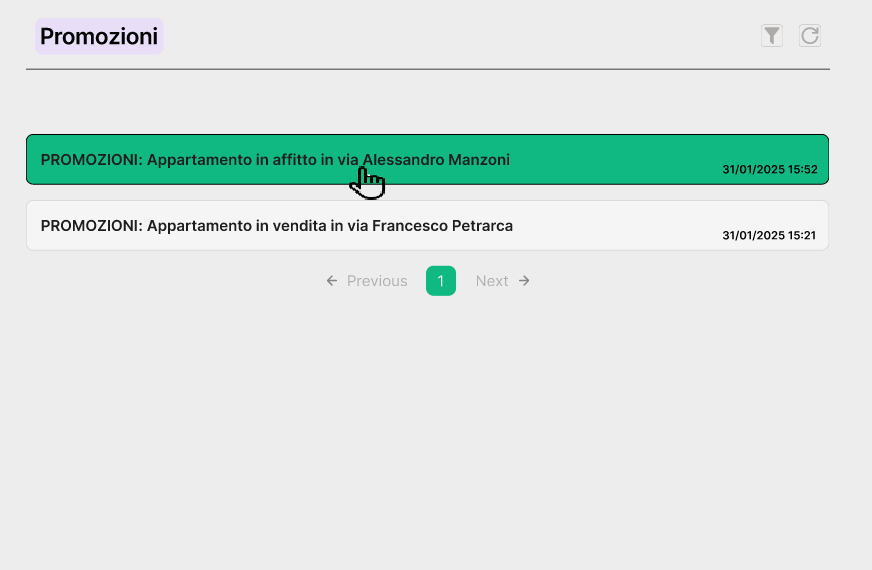 Promozioni
PROMOZIONI: Appartamento in affitto in via Alessandro Manzoni
31/01/2025 15:52
PROMOZIONI: Appartamento in vendita in via Francesco Petrarca
31/01/2025 15:21
← Previous 1 Next →